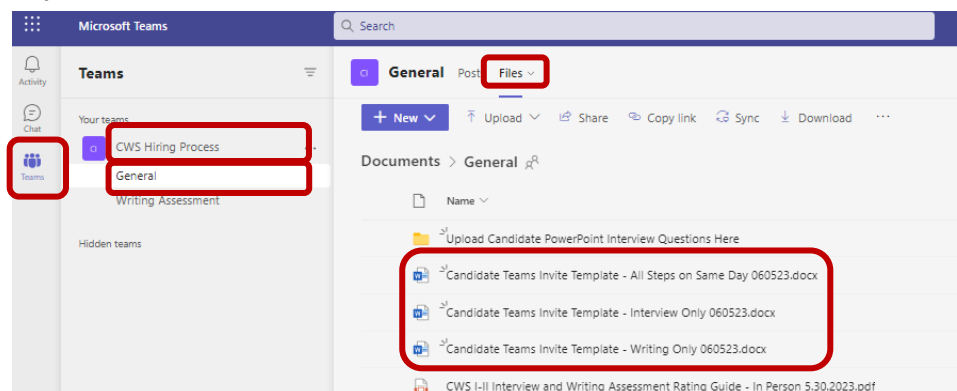 Microsoft Teams
Search
Activity
Teams
CI
General
Post
Files
Chat
Your teams
New
Upload
Share
Copy link
Sync
Download
...
CI
CWS Hiring Process
...
Documents > General
Teams
General
Name
Writing Assessment
Upload Candidate PowerPoint Interview Questions Here
Hidden teams
Candidate Teams Invite Template - All Steps on Same Day 060523.docx
Candidate Teams Invite Template - Interview Only 060523.docx
Candidate Teams Invite Template - Writing Only 060523.docx
CWS I-II Interview and Writing Assessment Rating Guide - In Person 5.30.2023.pdf